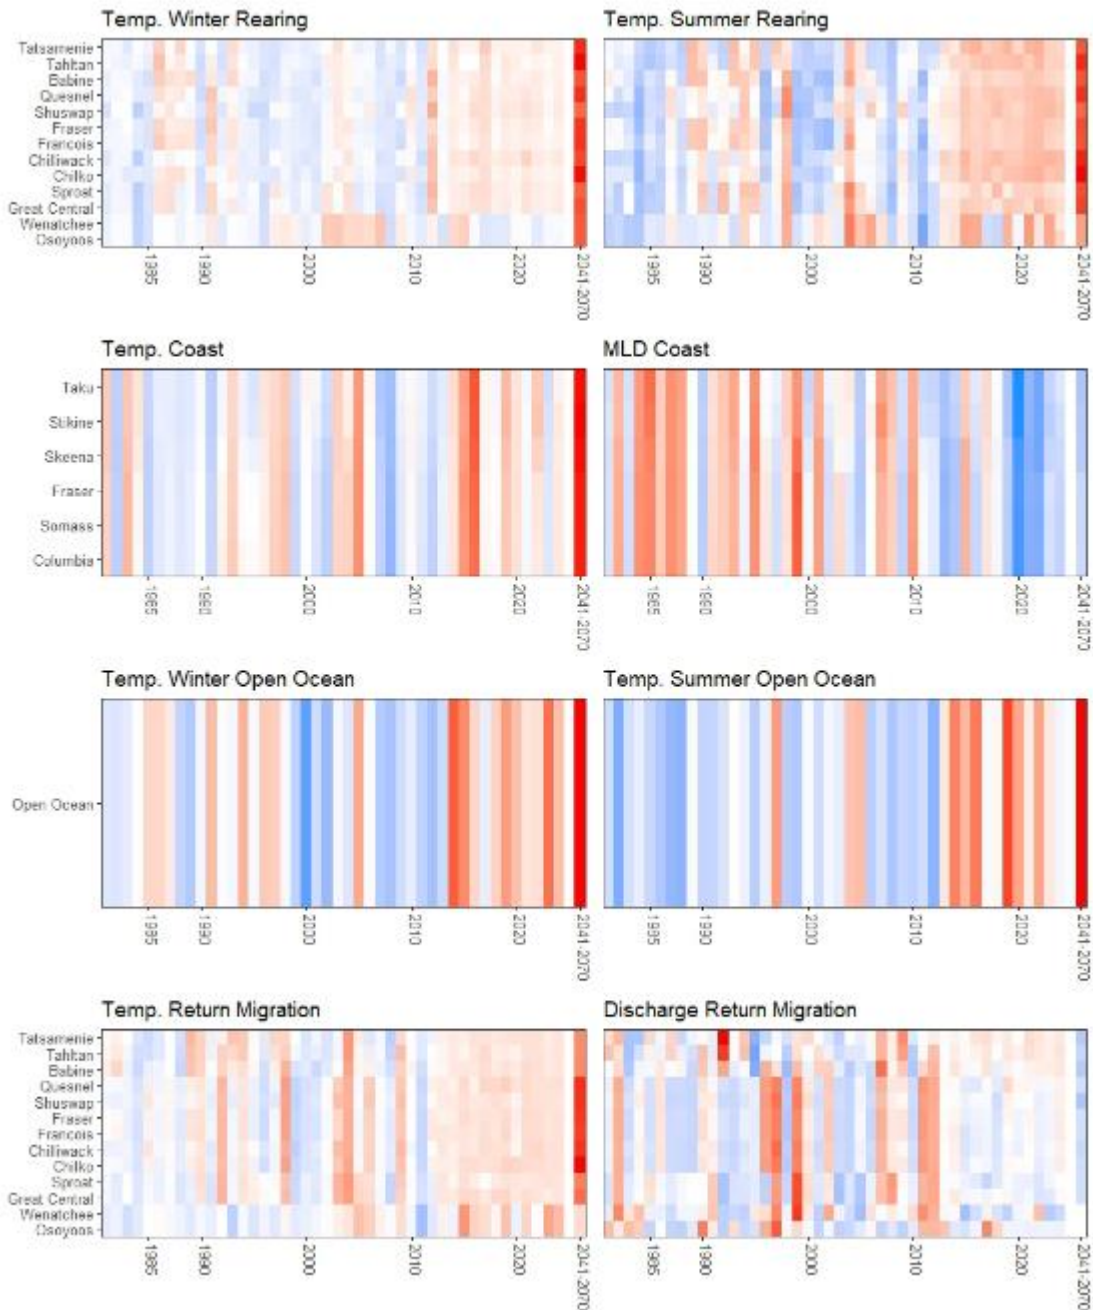 Temp. Winter Rearing
Temp. Summer Rearing
Tatsamenie
Tahltan
Babine
Quesnel
Shuswap
Fraser
Francois
Chilliwack
Chilko
Sproat
Great Central
Wenatchee
Osoyoos
1985 1990 2000 2010 2020 2041-2070
1985 1990 2000 2010 2020 2041-2070
Temp. Coast
MLD Coast
Taku
Stikine
Skeena
Fraser
Somass
Columbia
1985 1990 2000 2010 2020 2041-2070
1985 1990 2000 2010 2020 2041-2070
Temp. Winter Open Ocean
Temp. Summer Open Ocean
Open Ocean
1985 1990 2000 2010 2020 2041-2070
1985 1990 2000 2010 2020 2041-2070
Temp. Return Migration
Discharge Return Migration
Tatsamenie
Tahltan
Babine
Quesnel
Shuswap
Fraser
Francois
Chilliwack
Chilko
Sproat
Great Central
Wenatchee
Osoyoos
1985 1990 2000 2010 2020 2041-2070
1985 1990 2000 2010 2020 2041-2070